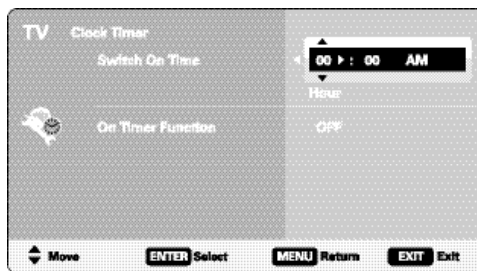 TV Clock Timer
Switch On Time 00 : 00 AM
Hour
On Timer Function OFF
Move ENTER Select MENU Return EXIT Exit